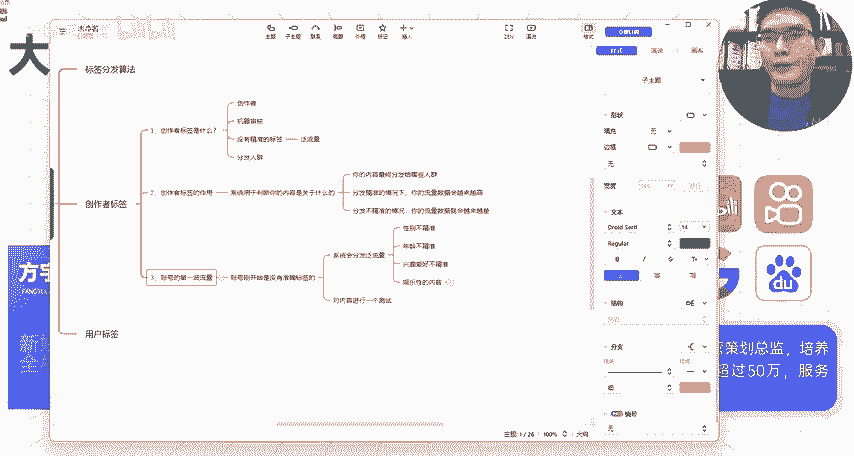 大
未命名
主题
子主题
联系
概要
外框
标记
插入
ZEN
演说
格式
子主题
标签分发算法
创作者标签
用户标签
1、创作者标签是什么？
创作者
机器审核
没有精准的标签
泛流量
分发人群
2、创作者标签的作用
系统用于判断你的内容是关于什么的
你的内容最终分发给哪些人群
分发精准的情况下，你的流量数据会越来越高
分发不精准的情况，你的流量数据就会越来越差
3、账号的第一波流量
账号刚开始是没有准确标签的
系统会分发泛流量
性别不精准
年龄不精准
兴趣爱好不精准
娱乐性的内容
对内容进行一个测试
形状
填充
无
边框
无
宽度
文本
Droid Serif
14
Regular
B
I
结构
分支
细
编号
无
主题: 1 / 26
100%
大纲
bili
du
方宇
FANGYU
策划总监，培养
超过50万，服务